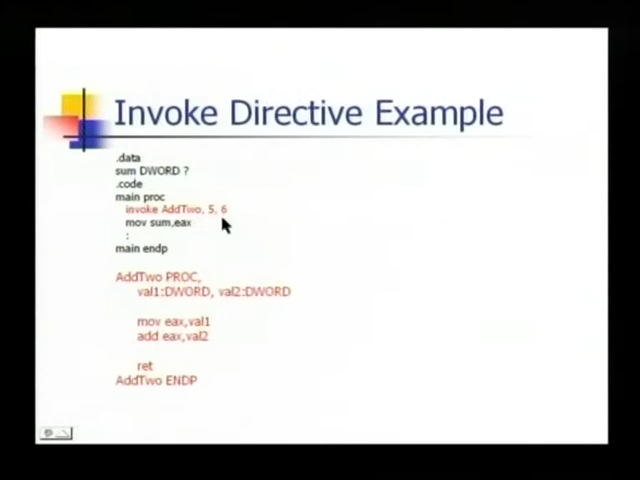 Invoke Directive Example
.data
sum DWORD ?
.code
main proc
invoke AddTwo, 5, 6
mov sum,eax
:
main endp
AddTwo PROC,
val1:DWORD, val2:DWORD
mov eax,val1
add eax,val2
ret
AddTwo ENDP